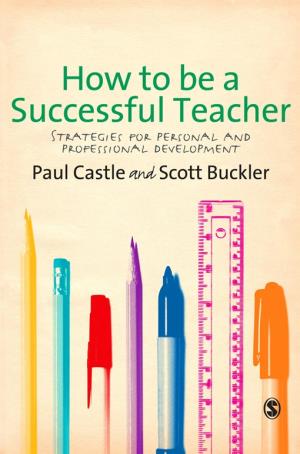 How to be a
Successful Teacher
STRATEGIES FOR PERSONAL AND
PROFESSIONAL DEVELOPMENT
Paul Castle and Scott Buckler